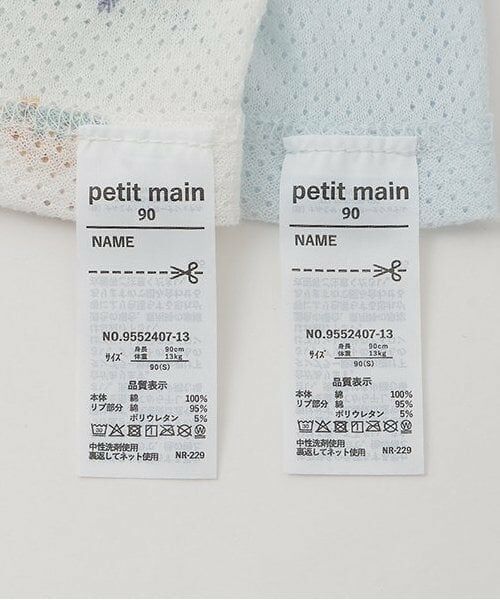 petit main
90
NAME
NO.9552407-13
サイズ 身長 90cm
体重 13kg
90(S)
品質表示
本体 綿 100%
リブ部分 綿 95%
ポリウレタン 5%
中性洗剤使用
裏返してネット使用 NR-229
petit main
90
NAME
NO.9552407-13
サイズ 身長 90cm
体重 13kg
90(S)
品質表示
本体 綿 100%
リブ部分 綿 95%
ポリウレタン 5%
中性洗剤使用
裏返してネット使用 NR-229